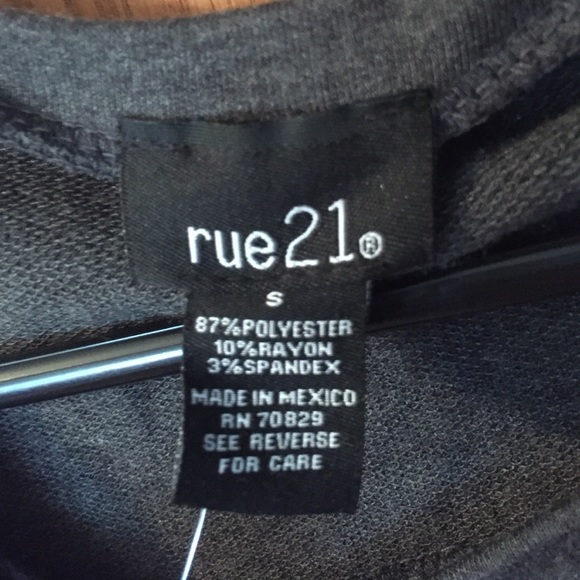 rue21®
S
87%POLYESTER
10%RAYON
3%SPANDEX
MADE IN MEXICO
RN 70829
SEE REVERSE
FOR CARE